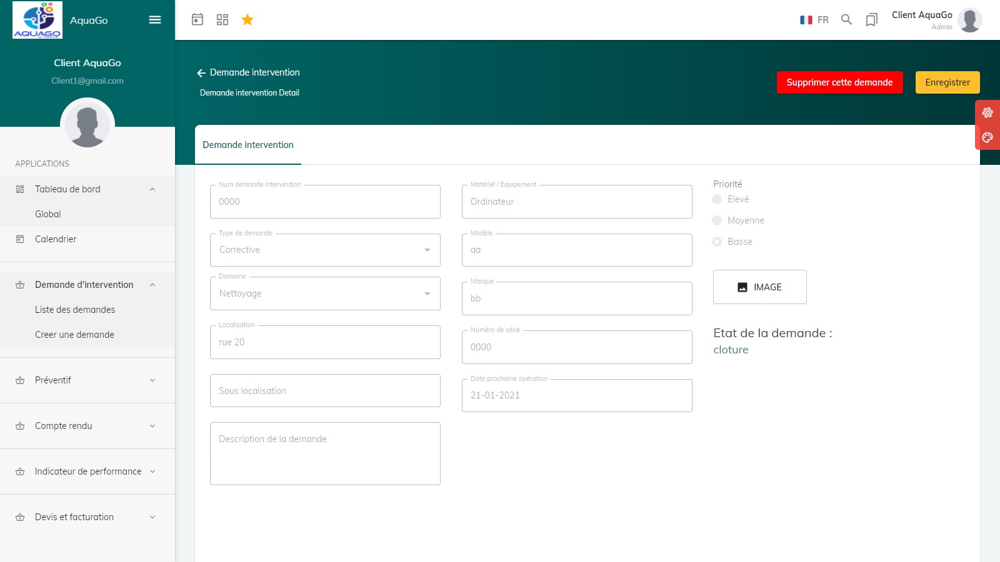 AQUAGO
AquaGo
FR
Client AquaGo
Admin
Client AquaGo
Client1@gmail.com
Demande intervention
Demande intervention Detail
Supprimer cette demande
Enregistrer
APPLICATIONS
Tableau de bord
Global
Calendrier
Demande d'intervention
Liste des demandes
Creer une demande
Préventif
Compte rendu
Indicateur de performance
Devis et facturation
Demande intervention
Num demande intervention
0000
Type de demande
Corrective
Domaine
Nettoyage
Localisation
rue 20
Sous localisation
Description de la demande
Matériel / Equipement
Ordinateur
Modèle
aa
Marque
bb
Numéro de série
0000
Date prochaine opération
21-01-2021
Priorité
Elevé
Moyenne
Basse
IMAGE
Etat de la demande :
cloture